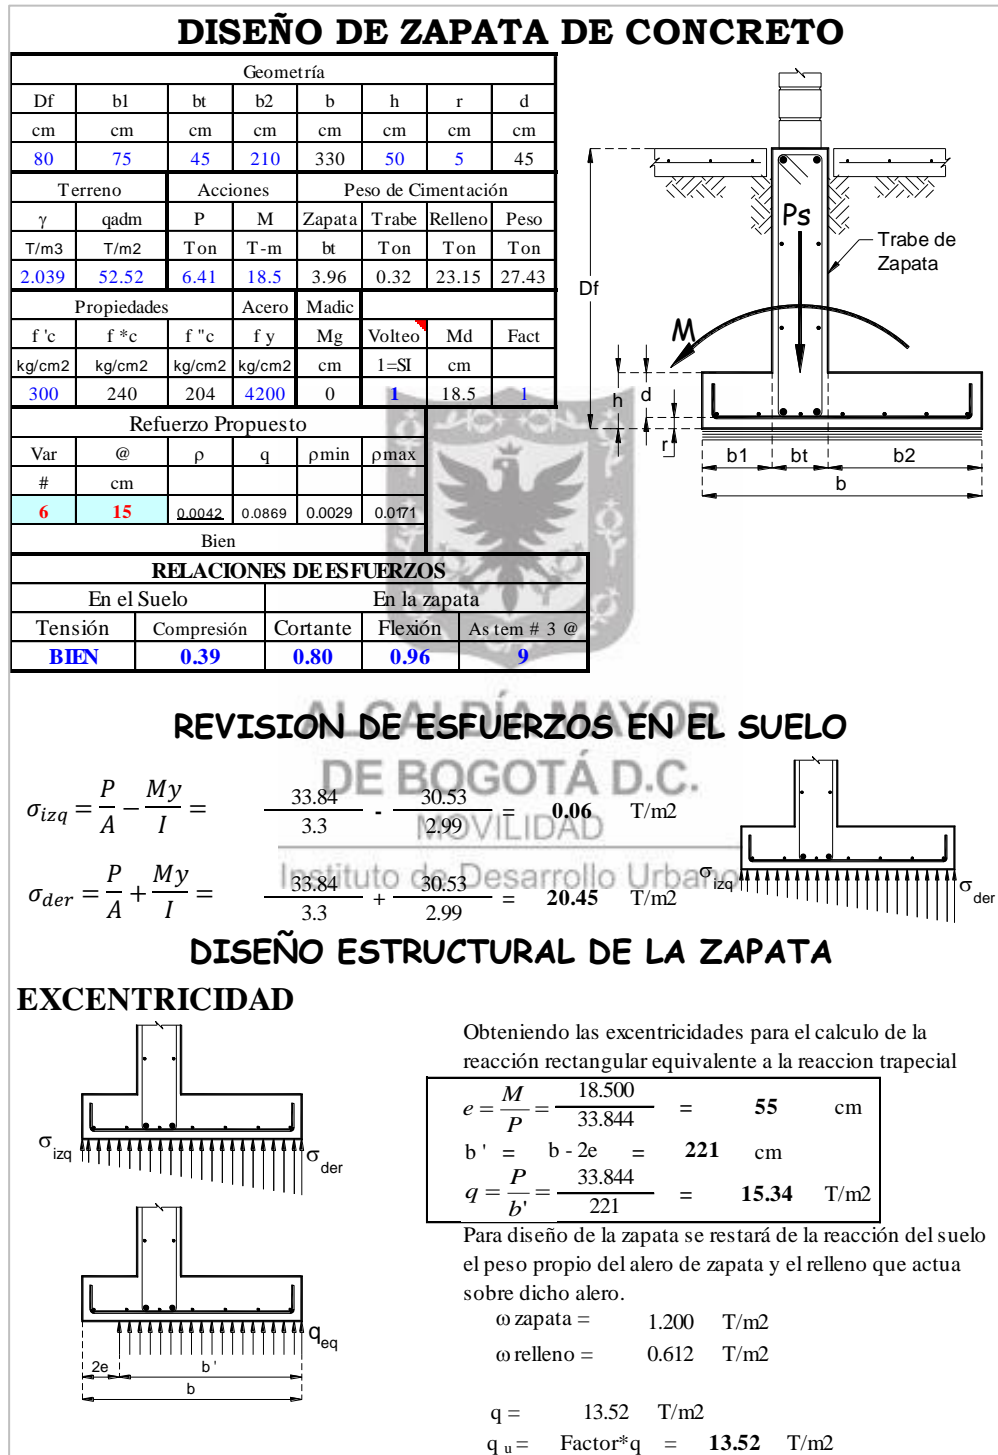 DISEÑO DE ZAPATA DE CONCRETO
Geometría
Df b1 bt b2 b h r d
cm cm cm cm cm cm cm cm
80 75 45 210 330 50 5 45
Terreno Acciones Peso de Cimentación
γ qadm P M Zapata Trabe Relleno Peso
T/m3 T/m2 Ton T-m bt Ton Ton Ton
2.039 52.52 6.41 18.5 3.96 0.32 23.15 27.43
Propiedades Acero Madic
f 'c f *c f "c f y Mg Volteo Md Fact
kg/cm2 kg/cm2 kg/cm2 kg/cm2 cm 1=SI cm
300 240 204 4200 0 1 18.5 1
Refuerzo Propuesto
Var @ ρ q ρmin ρmax
# cm
6 15 0.0042 0.0869 0.0029 0.0171
Bien
RELACIONES DE ESFUERZOS
En el Suelo En la zapata
Tensión Compresión Cortante Flexión As tem # 3 @
BIEN 0.39 0.80 0.96 9
Ps
Trabe de
Zapata
Df
M
h d
r
b1 bt b2
b
ALCALDÍA MAYOR
DE BOGOTÁ D.C.
MOVILIDAD
Instituto de Desarrollo Urbano
REVISION DE ESFUERZOS EN EL SUELO
σizq = P/A − My/I = 33.84/3.3 - 30.53/2.99 = 0.06 T/m2
σder = P/A + My/I = 33.84/3.3 + 30.53/2.99 = 20.45 T/m2
σizq σder
DISEÑO ESTRUCTURAL DE LA ZAPATA
EXCENTRICIDAD
σizq σder
qeq
2e b '
b
Obteniendo las excentricidades para el calculo de la
reacción rectangular equivalente a la reaccion trapecial
e = M/P = 18.500/33.844 = 55 cm
b ' = b - 2e = 221 cm
q = P/b' = 33.844/221 = 15.34 T/m2
Para diseño de la zapata se restará de la reacción del suelo
el peso propio del alero de zapata y el relleno que actua
sobre dicho alero.
ω zapata = 1.200 T/m2
ω relleno = 0.612 T/m2
q = 13.52 T/m2
q u = Factor*q = 13.52 T/m2